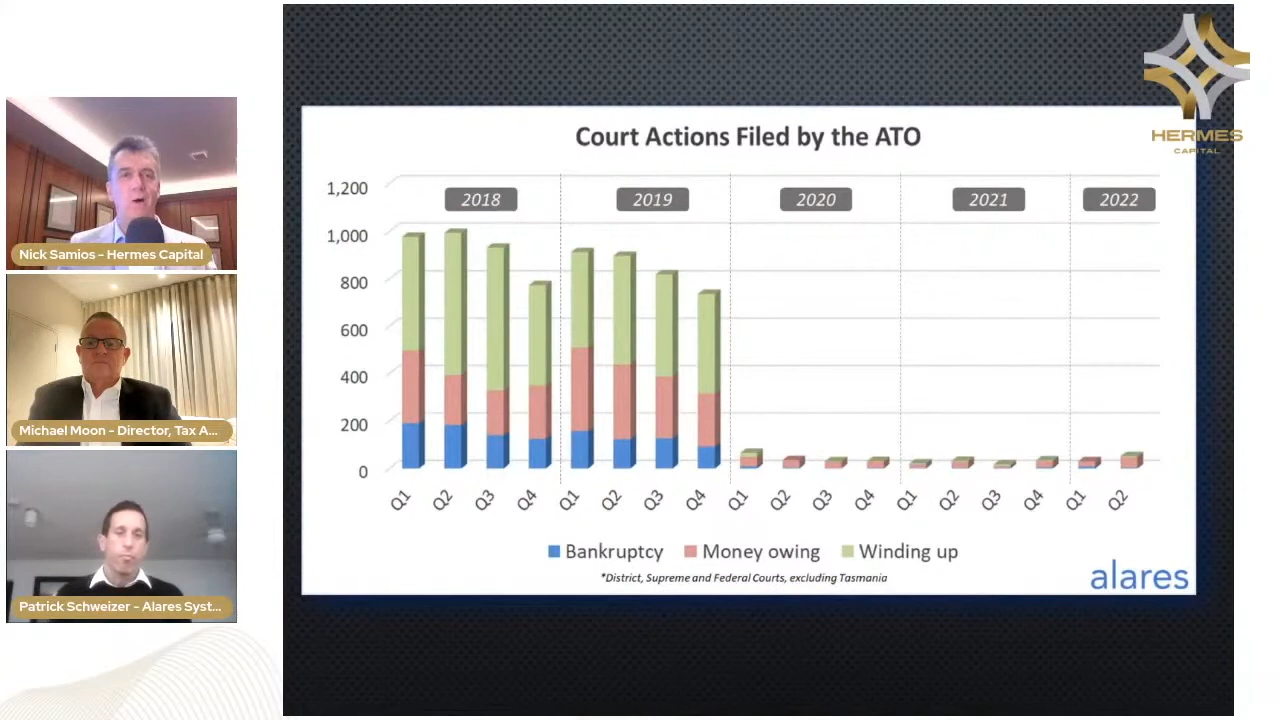 HERMES
CAPITAL
Nick Samios - Hermes Capital
Michael Moon - Director, Tax A...
Patrick Schweizer - Alares Syst...
Court Actions Filed by the ATO
2018 2019 2020 2021 2022
1,200
1,000
800
600
400
200
0
Q1 Q2 Q3 Q4 Q1 Q2 Q3 Q4 Q1 Q2 Q3 Q4 Q1 Q2 Q3 Q4 Q1 Q2
Bankruptcy Money owing Winding up
*District, Supreme and Federal Courts, excluding Tasmania
alares